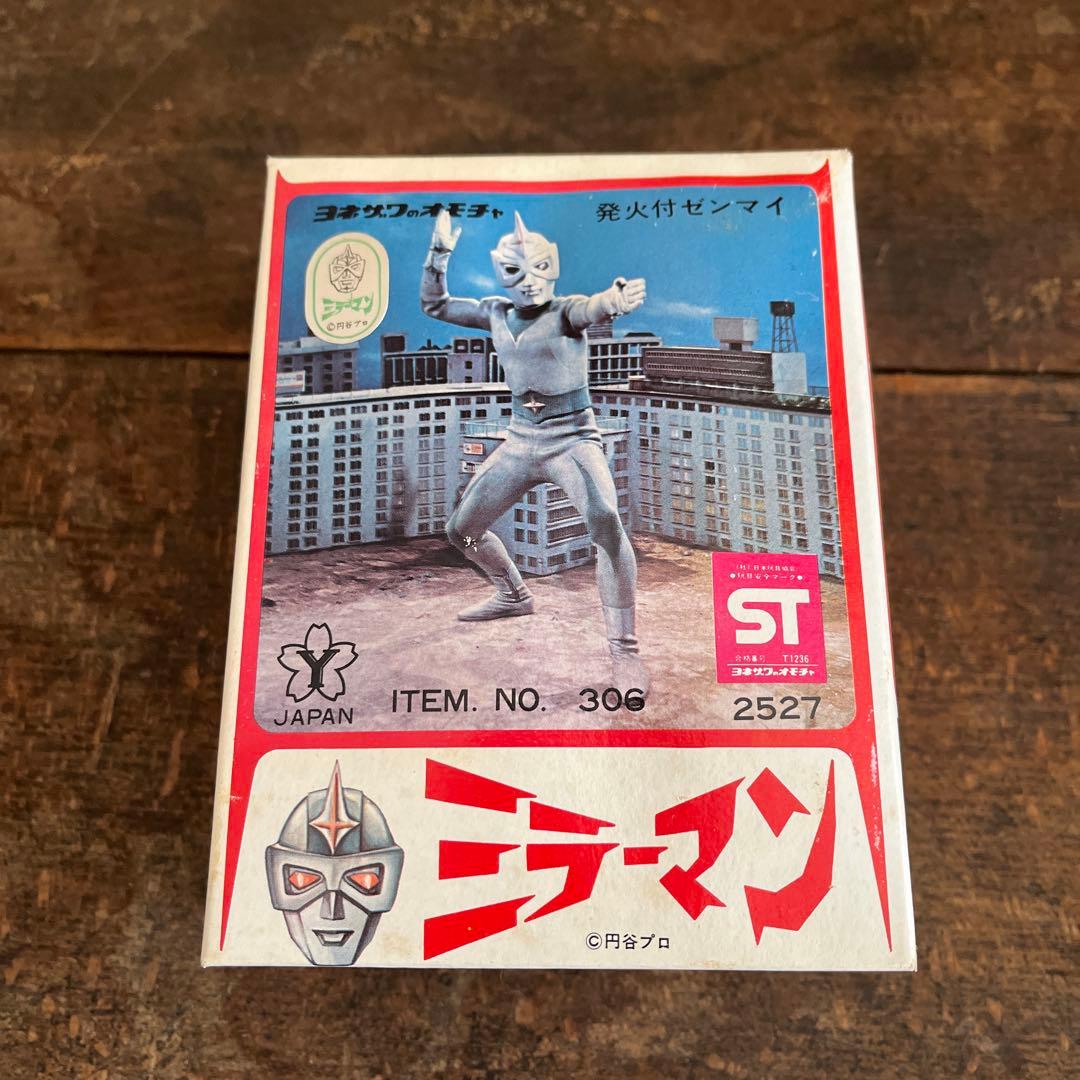 ヨネザワのオモチャ
発火付ゼンマイ
ミラーマン
©円谷プロ
(社)日本玩具協会
●玩具安全マーク●
ST
合格番号 T1236
ヨネザワのオモチャ
Y
JAPAN
ITEM. NO. 306
2527
ミラーマン
©円谷プロ